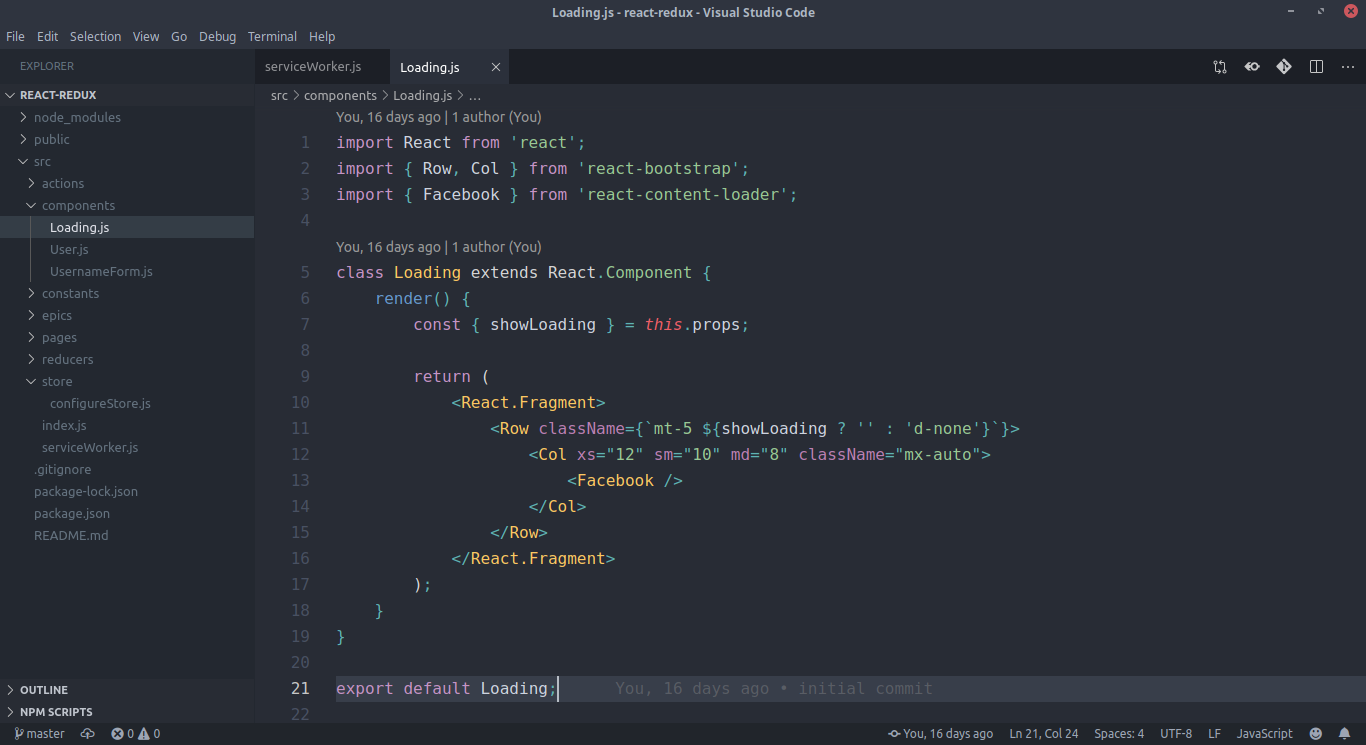 Loading.js - react-redux - Visual Studio Code
File Edit Selection View Go Debug Terminal Help
EXPLORER
REACT-REDUX
node_modules
public
src
actions
components
Loading.js
User.js
UsernameForm.js
constants
epics
pages
reducers
store
configureStore.js
index.js
serviceWorker.js
.gitignore
package-lock.json
package.json
README.md
OUTLINE
NPM SCRIPTS
serviceWorker.js Loading.js
src > components > Loading.js > ...
You, 16 days ago | 1 author (You)
1 import React from 'react';
2 import { Row, Col } from 'react-bootstrap';
3 import { Facebook } from 'react-content-loader';
4
You, 16 days ago | 1 author (You)
5 class Loading extends React.Component {
6     render() {
7         const { showLoading } = this.props;
8
9         return (
10             <React.Fragment>
11                 <Row className={`mt-5 ${showLoading ? '' : 'd-none'}`}>
12                     <Col xs="12" sm="10" md="8" className="mx-auto">
13                         <Facebook />
14                     </Col>
15                 </Row>
16             </React.Fragment>
17         );
18     }
19 }
20
21 export default Loading; You, 16 days ago • initial commit
22
master 0 0 You, 16 days ago Ln 21, Col 24 Spaces: 4 UTF-8 LF JavaScript